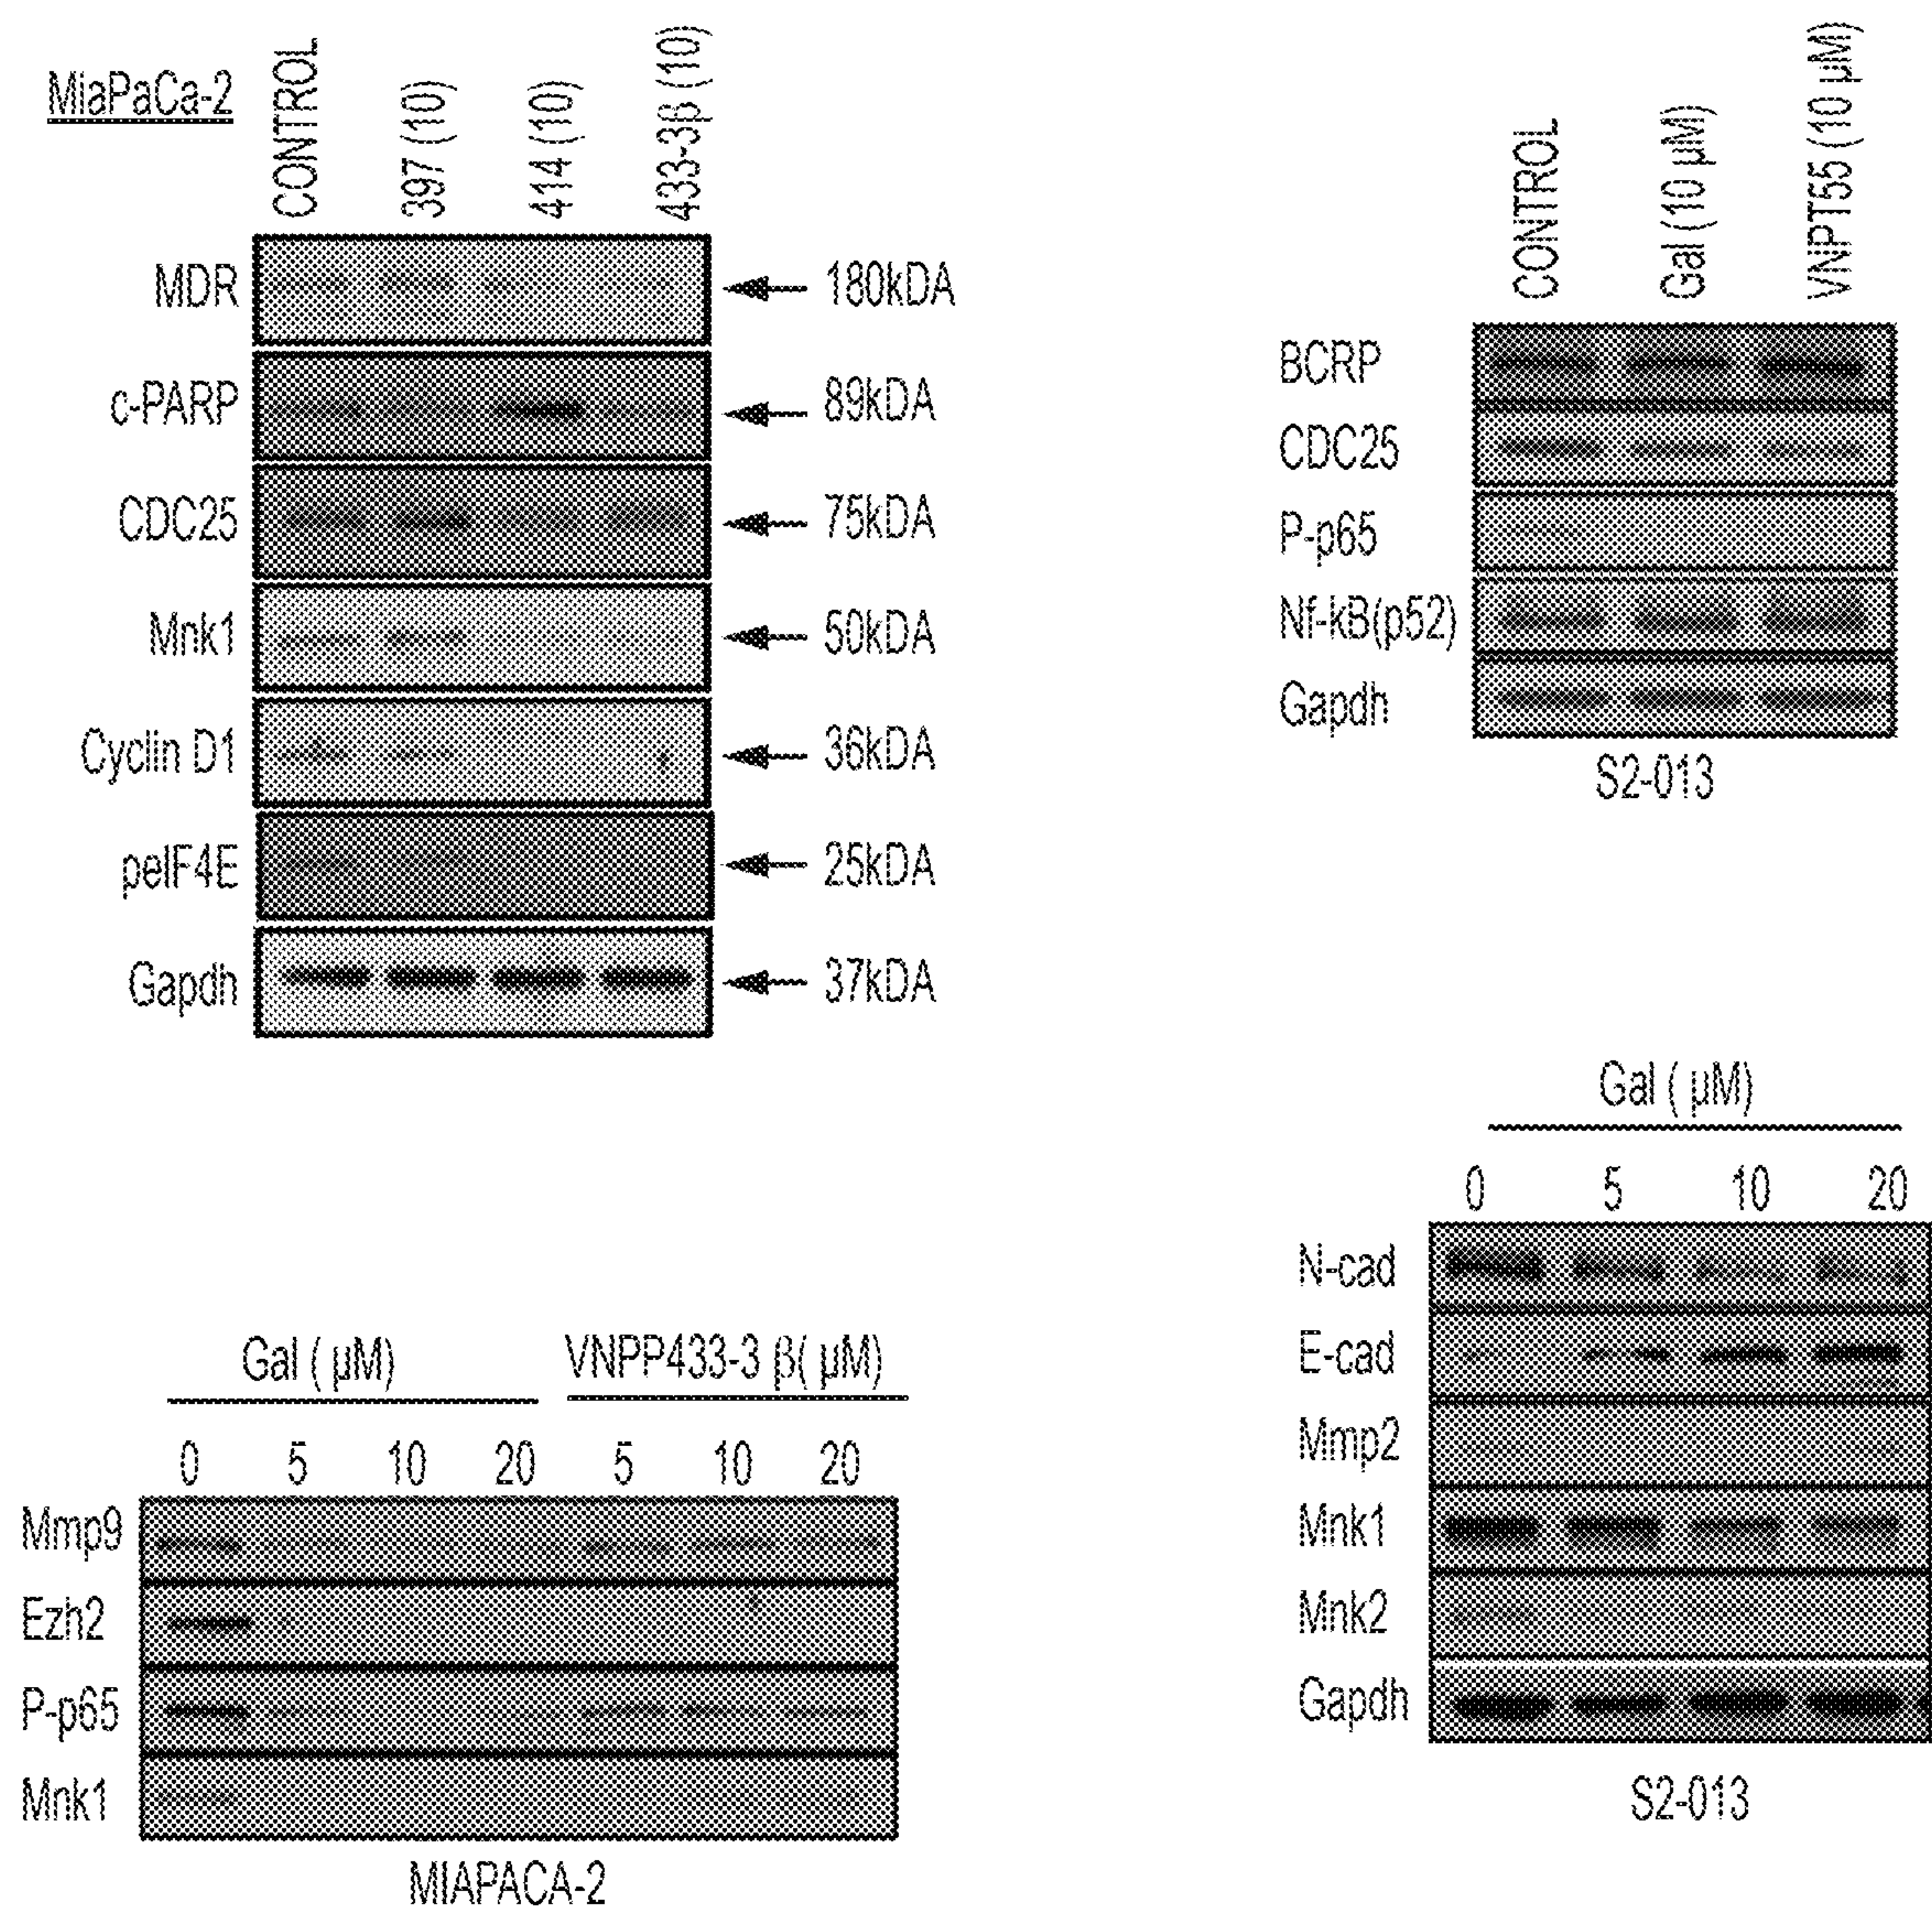 MiaPaCa-2
CONTROL
397 (10)
414 (10)
433-3β (10)
MDR
180kDA
c-PARP
89kDA
CDC25
75kDA
Mnk1
50kDA
Cyclin D1
36kDA
peIF4E
25kDA
Gapdh
37kDA
CONTROL
Gal (10 µM)
VNPT55 (10 µM)
BCRP
CDC25
P-p65
Nf-kB(p52)
Gapdh
S2-013
Gal ( µM) VNPP433-3 β( µM)
0 5 10 20 5 10 20
Mmp9
Ezh2
P-p65
Mnk1
MIAPACA-2
Gal ( µM)
0 5 10 20
N-cad
E-cad
Mmp2
Mnk1
Mnk2
Gapdh
S2-013